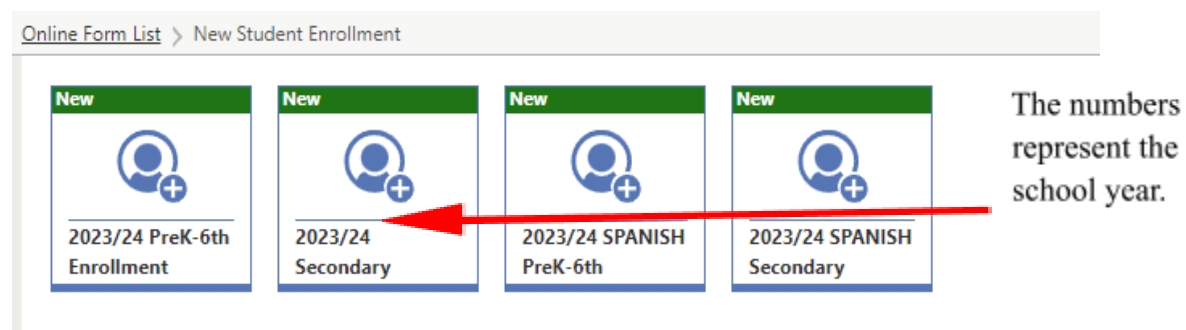 Online Form List > New Student Enrollment
New
New
New
New
2023/24 PreK-6th
Enrollment
2023/24
Secondary
2023/24 SPANISH
PreK-6th
2023/24 SPANISH
Secondary
The numbers
represent the
school year.